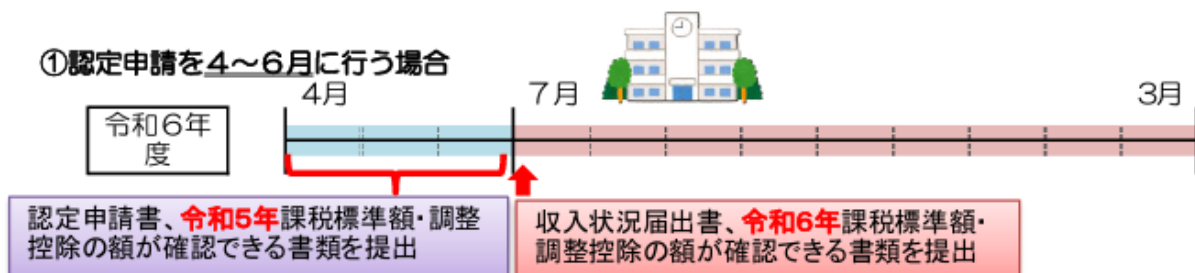 ①認定申請を４～６月に行う場合
4月
7月
3月
令和６年
度
認定申請書、令和5年課税標準額・調整
控除の額が確認できる書類を提出
収入状況届出書、令和6年課税標準額・
調整控除の額が確認できる書類を提出